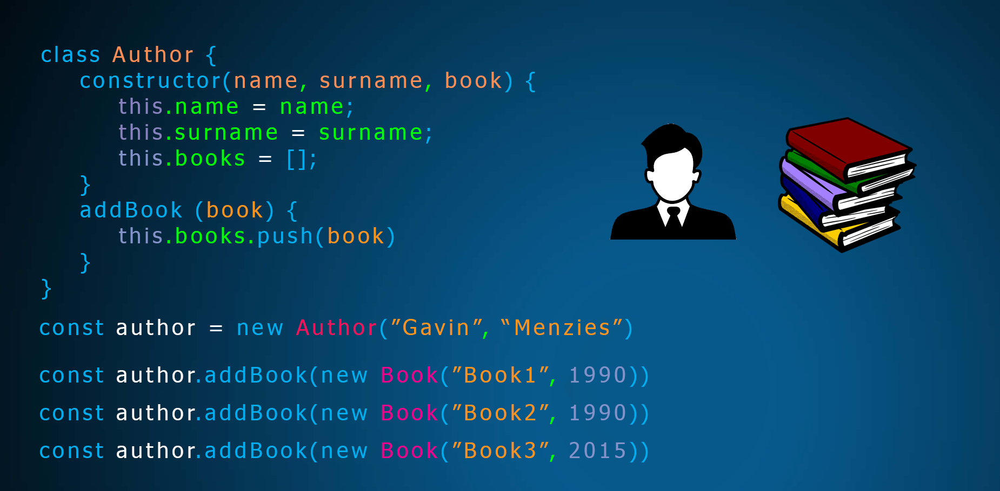 class Author {
constructor(name, surname, book) {
this.name = name;
this.surname = surname;
this.books = [];
}
addBook (book) {
this.books.push(book)
}
}
const author = new Author(”Gavin”, “Menzies”)
const author.addBook(new Book(”Book1”, 1990))
const author.addBook(new Book(”Book2”, 1990))
const author.addBook(new Book(”Book3”, 2015))